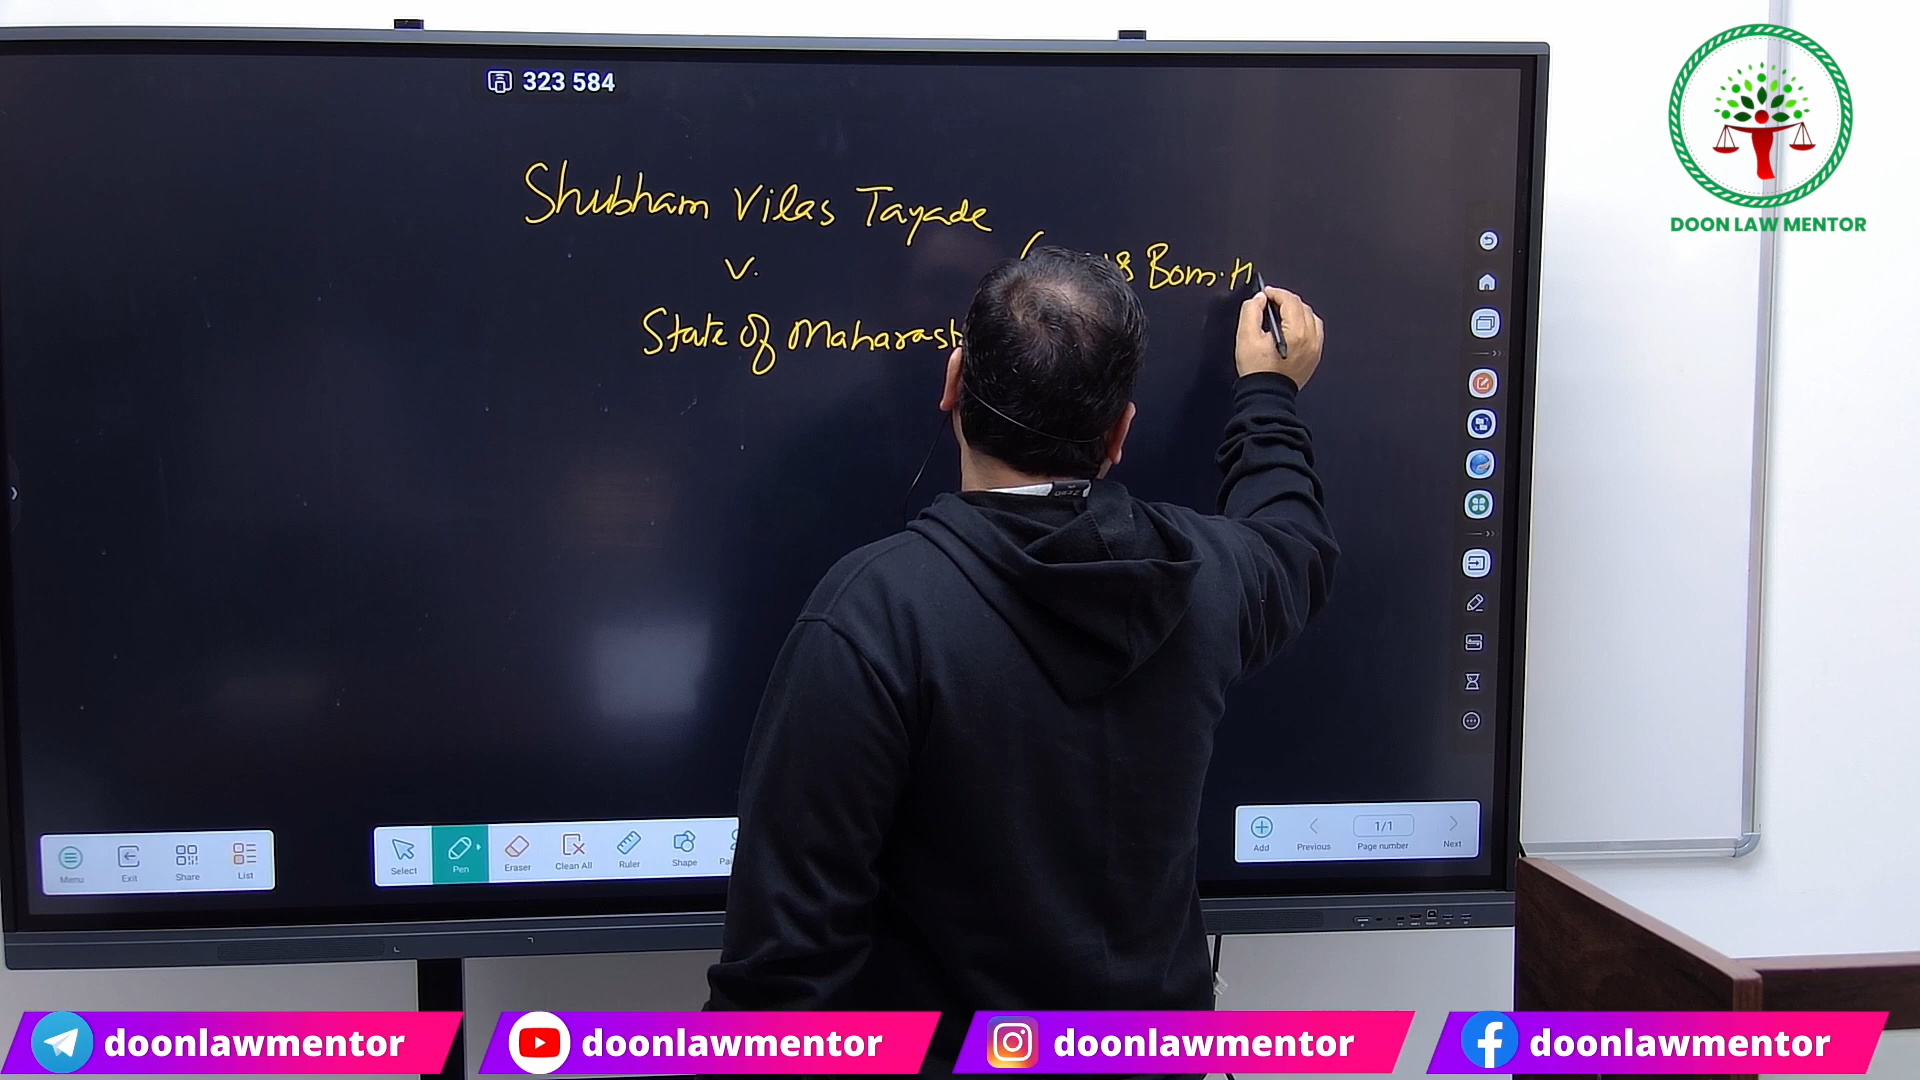 323 584
Shubham Vilas Tayade
v.
Bom. H
State of Maharasht
DOON LAW MENTOR
Menu
Exit
Share
List
Select
Pen
Eraser
Clean All
Ruler
Shape
Add
Previous
1/1
Page number
Next
doonlawmentor
doonlawmentor
doonlawmentor
doonlawmentor